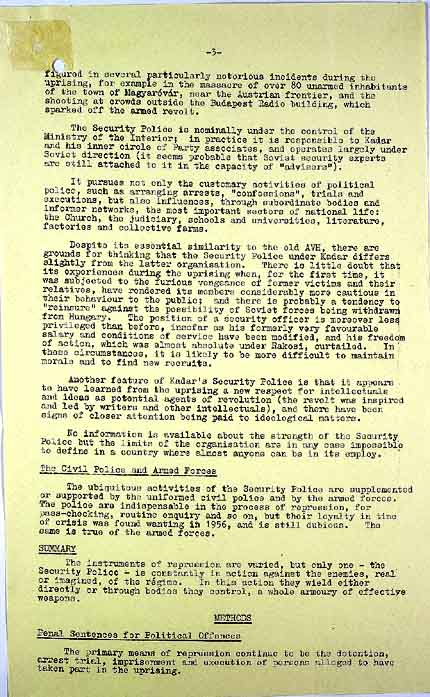 -3-
figured in several particularly notorious incidents during the
uprising, for example in the massacre of over 80 unarmed inhabitants
of the town of Magyaróvár, near the Austrian frontier, and the
shooting at crowds outside the Budapest Radio building, which
sparked off the armed revolt.
The Security Police is nominally under the control of the
Ministry of the Interior; in practice it is responsible to Kadar
and his inner circle of Party associates, and operates largely under
Soviet direction (it seems probable that Soviet security experts
are still attached to it in the capacity of "advisers").
It pursues not only the customary activities of political
police, such as arranging arrests, "confessions", trials and
executions, but also influences, through subordinate bodies and
informer networks, the most important sectors of national life:
the Church, the judiciary, schools and universities, literature,
factories and collective farms.
Despite its essential similarity to the old AVH, there are
grounds for thinking that the Security Police under Kadar differs
slightly from the latter organisation. There is little doubt that
its experiences during the uprising when, for the first time, it
was subjected to the furious vengeance of former victims and their
relatives, have rendered its members considerably more cautious in
their behaviour to the public; and there is probably a tendency to
"reinsure" against the possibility of Soviet forces being withdrawn
from Hungary. The position of a security officer is moreover less
privileged than before, insofar as his formerly very favourable
salary and conditions of service have been modified, and his freedom
of action, which was almost absolute under Rakosi, curtailed. In
these circumstances, it is likely to be more difficult to maintain
morale and to find new recruits.
Another feature of Kadar's Security Police is that it appears
to have learned from the uprising a new respect for intellectuals
and ideas as potential agents of revolution (the revolt was inspired
and led by writers and other intellectuals), and there have been
signs of closer attention being paid to ideological matters.
No information is available about the strength of the Security
Police but the limits of the organisation are in any case impossible
to define in a country where almost anyone can be in its employ.
The Civil Police and Armed Forces
The ubiquitous activities of the Security Police are supplemented
or supported by the uniformed civil police and by the armed forces.
The police are indispensable in the process of repression, for
pass-checking, routine enquiry and so on, but their loyalty in time
of crisis was found wanting in 1956, and is still dubious. The
same is true of the armed forces.
SUMMARY
The instruments of repression are varied, but only one - the
Security Police - is constantly in action against the enemies, real
or imagined, of the régime. In this action they wield either
directly or through bodies they control, a whole armoury of effective
weapons.
METHODS
Penal Sentences for Political Offences
The primary means of repression continue to be the detention,
arrest trial, imprisonment and execution of persons alleged to have
taken part in the uprising.